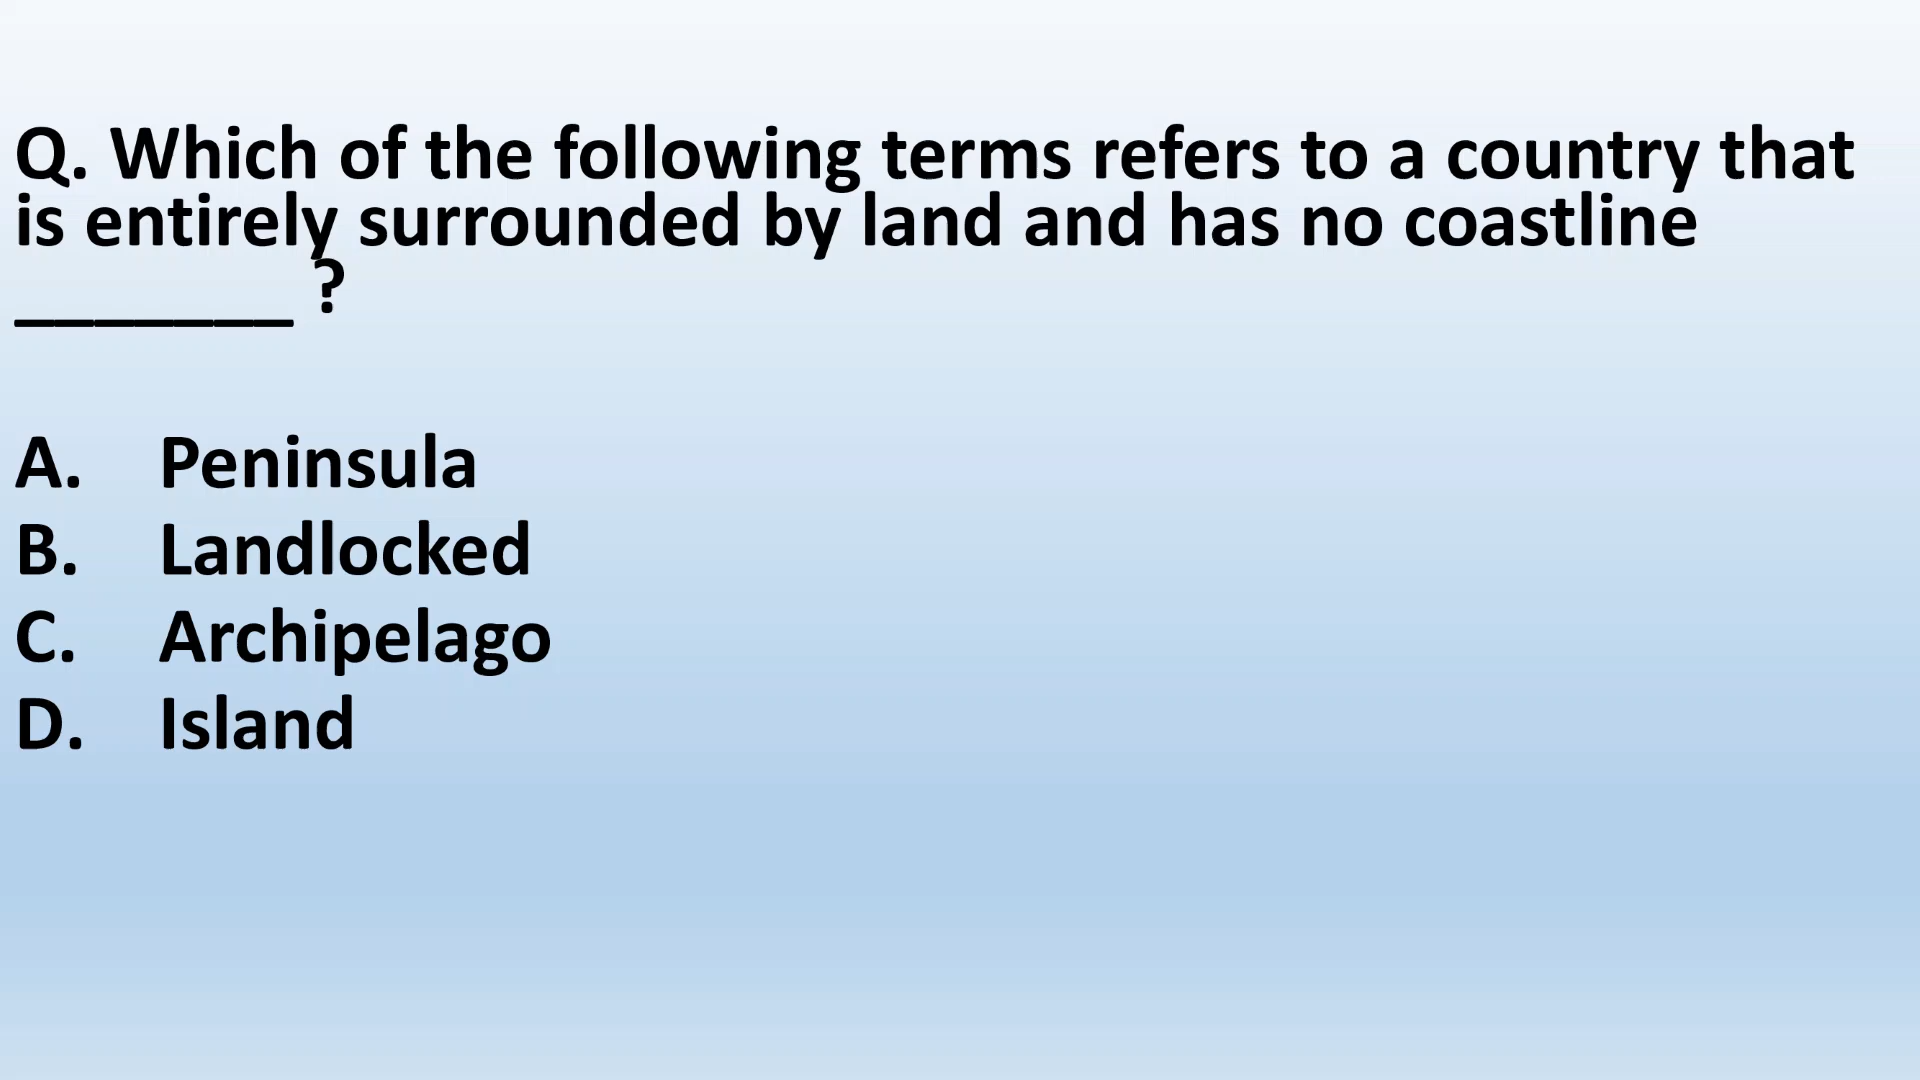 Q. Which of the following terms refers to a country that
is entirely surrounded by land and has no coastline
_______ ?
A. Peninsula
B. Landlocked
C. Archipelago
D. Island